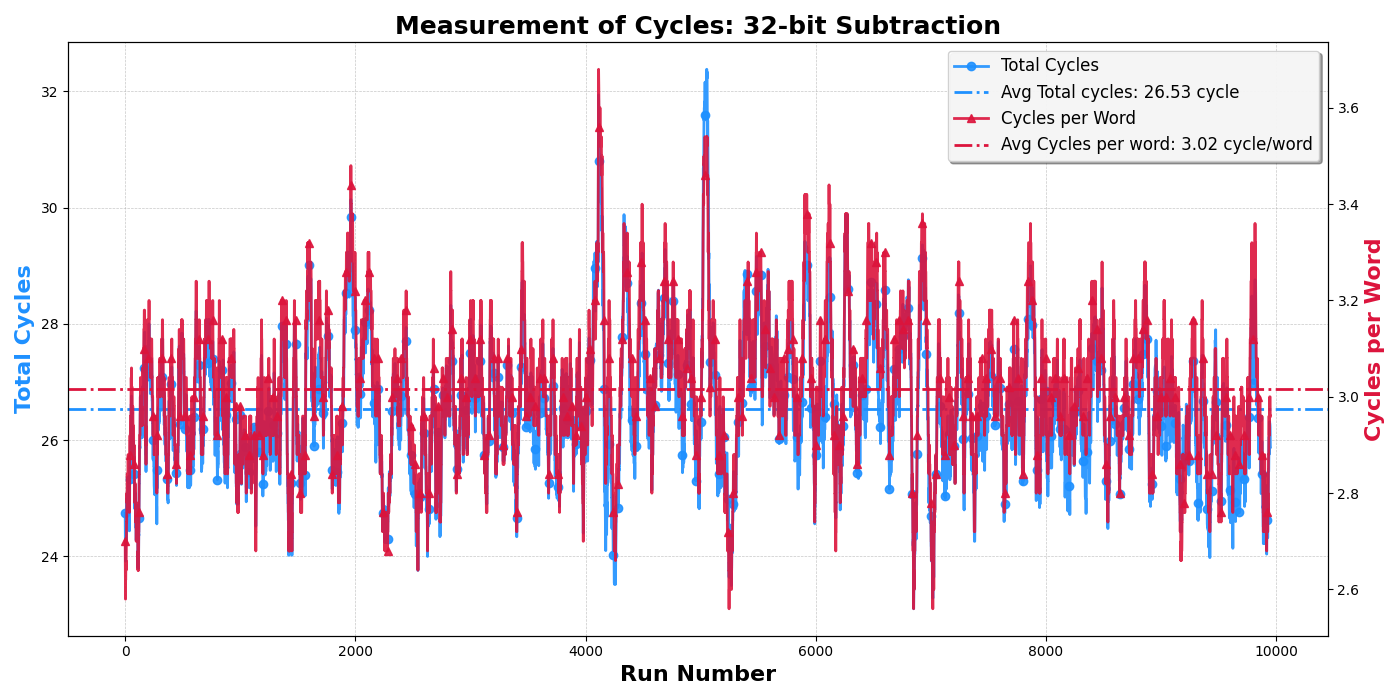 Measurement of Cycles: 32-bit Subtraction
Total Cycles
Avg Total cycles: 26.53 cycle
Cycles per Word
Avg Cycles per word: 3.02 cycle/word
Total Cycles
32
30
28
26
24
3.6
3.4
3.2
3.0
2.8
2.6
Cycles per Word
0 2000 4000 6000 8000 10000
Run Number